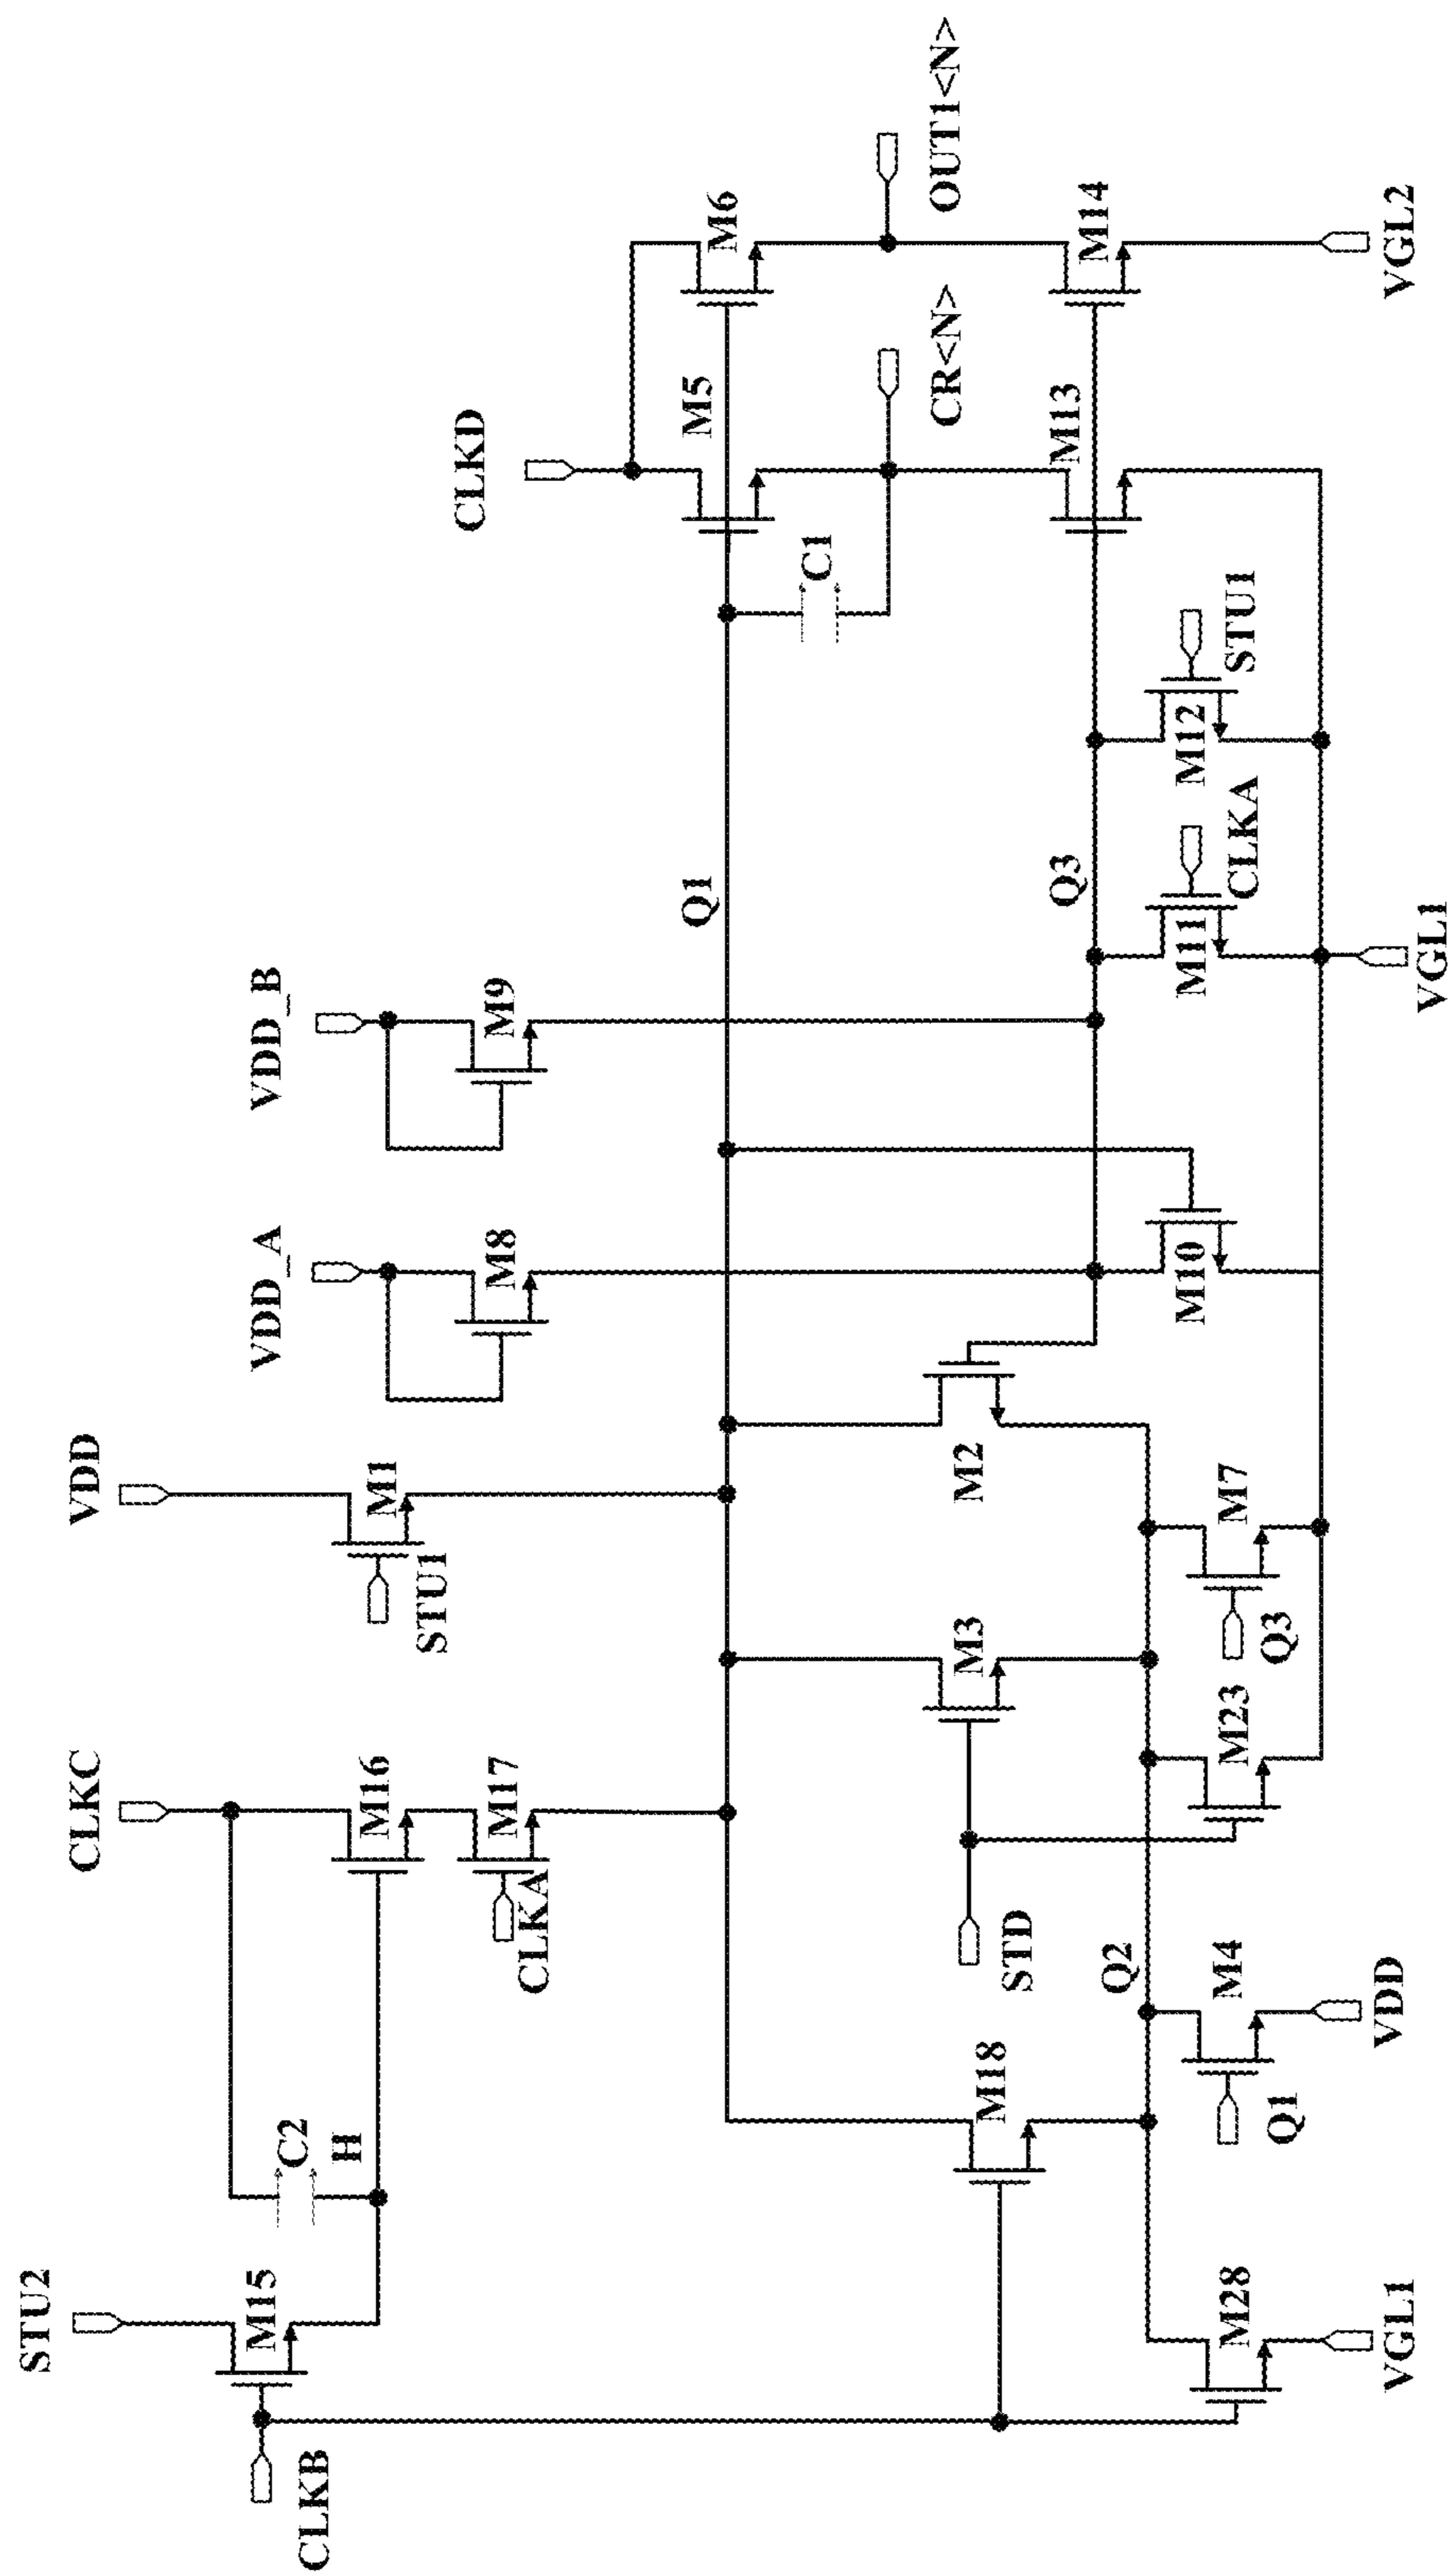 STU2
CLKC
VDD
VDD_A
VDD_B
CLKD
CLKB
M15
C2
H
M16
CLKA
M17
STU1
M1
M8
M9
M5
M6
Q1
C1
CR<N>
OUT1<N>
M18
STD
M3
M2
Q3
M13
M14
Q2
M10
M11
CLKA
M12
STU1
M28
Q1
M4
M23
Q3
M7
VGL1
VDD
VGL1
VGL2